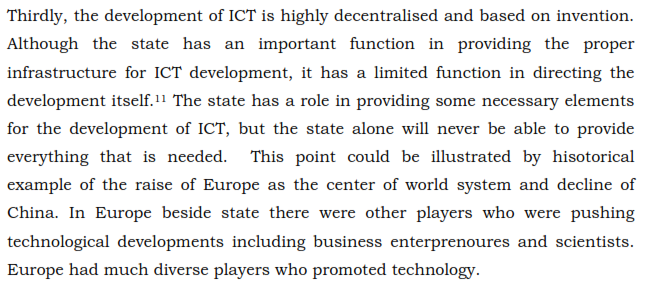 Thirdly, the development of ICT is highly decentralised and based on invention.
Although the state has an important function in providing the proper
infrastructure for ICT development, it has a limited function in directing the
development itself.¹¹ The state has a role in providing some necessary elements
for the development of ICT, but the state alone will never be able to provide
everything that is needed.  This point could be illustrated by hisotorical
example of the raise of Europe as the center of world system and decline of
China. In Europe beside state there were other players who were pushing
technological developments including business enterprenoures and scientists.
Europe had much diverse players who promoted technology.